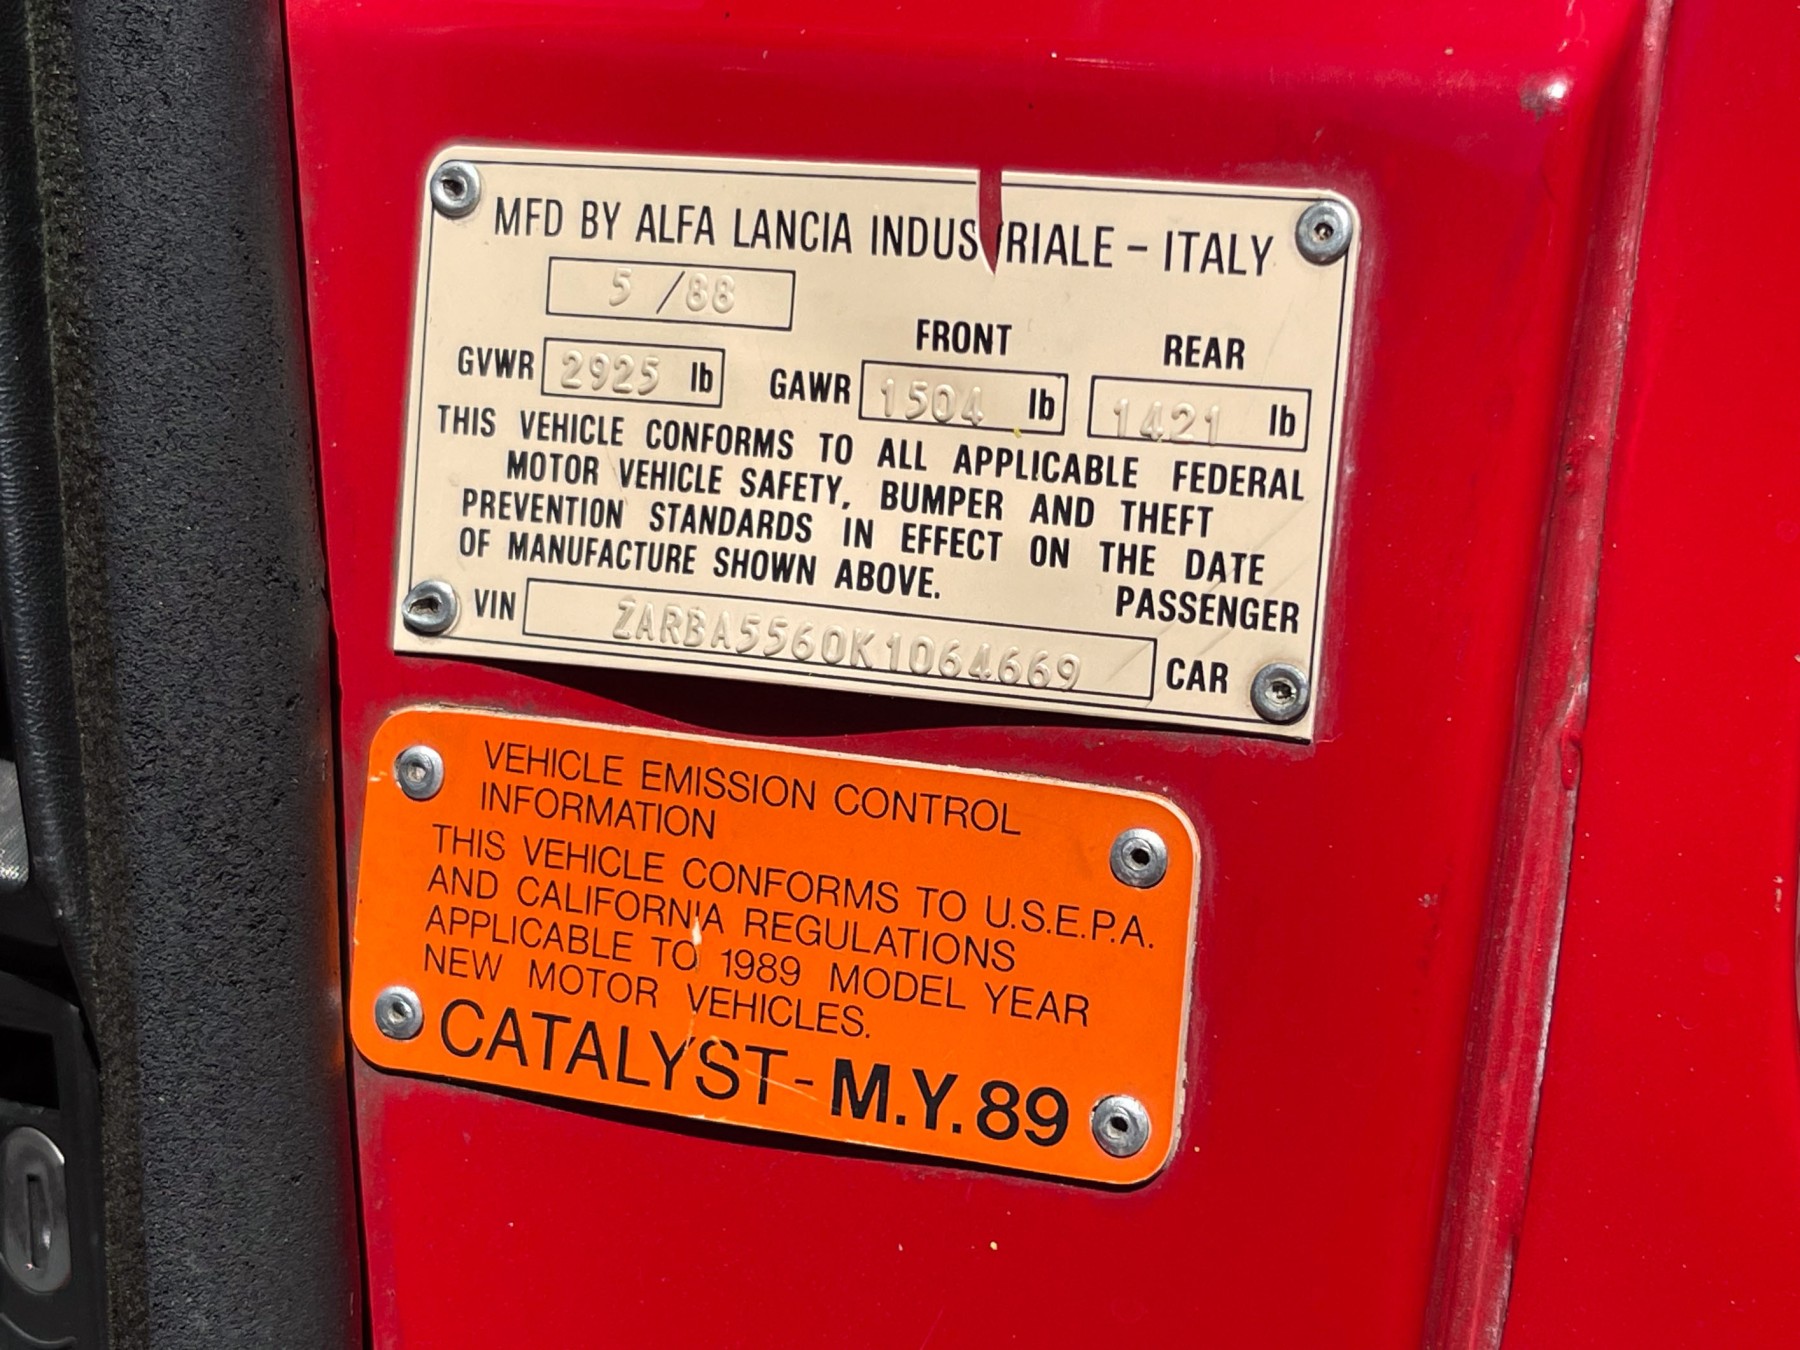 MFD BY ALFA LANCIA INDUSTRIALE - ITALY
5 /88
FRONT REAR
GVWR 2925 lb GAWR 1504 lb 1421 lb
THIS VEHICLE CONFORMS TO ALL APPLICABLE FEDERAL
MOTOR VEHICLE SAFETY, BUMPER AND THEFT
PREVENTION STANDARDS IN EFFECT ON THE DATE
OF MANUFACTURE SHOWN ABOVE.
PASSENGER
VIN ZARBA5560K1064669 CAR
VEHICLE EMISSION CONTROL
INFORMATION
THIS VEHICLE CONFORMS TO U.S.E.P.A.
AND CALIFORNIA REGULATIONS
APPLICABLE TO 1989 MODEL YEAR
NEW MOTOR VEHICLES.
CATALYST - M.Y. 89